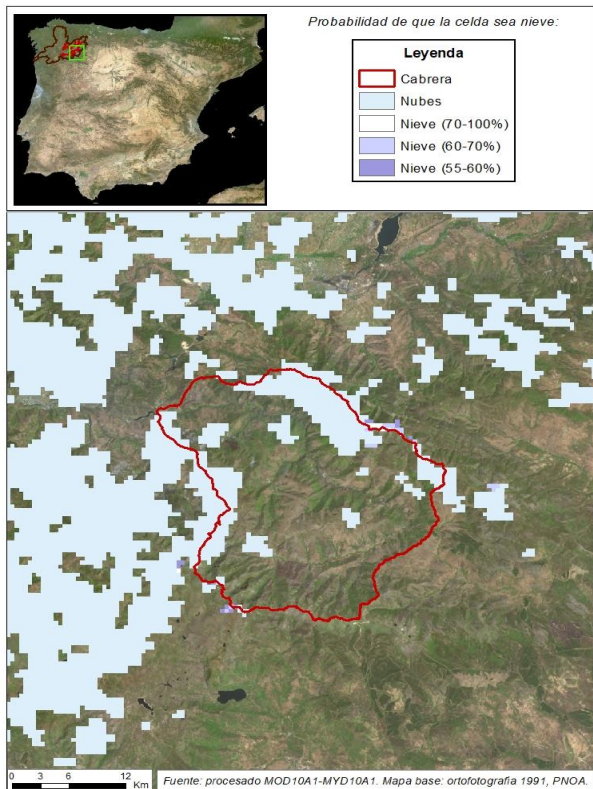 Probabilidad de que la celda sea nieve:
Leyenda
Cabrera
Nubes
Nieve (70-100%)
Nieve (60-70%)
Nieve (55-60%)
0 3 6 12
Km
Fuente: procesado MOD10A1-MYD10A1. Mapa base: ortofotografia 1991, PNOA.